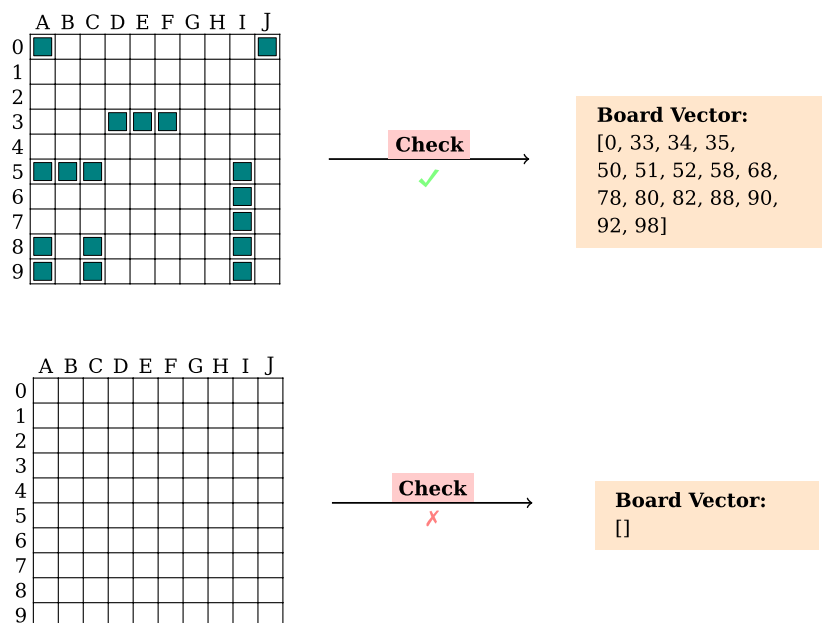 A B C D E F G H I J
0
1
2
3
4
5
6
7
8
9
Check
✓
Board Vector:
[0, 33, 34, 35,
50, 51, 52, 58, 68,
78, 80, 82, 88, 90,
92, 98]
A B C D E F G H I J
0
1
2
3
4
5
6
7
8
9
Check
✗
Board Vector:
[]